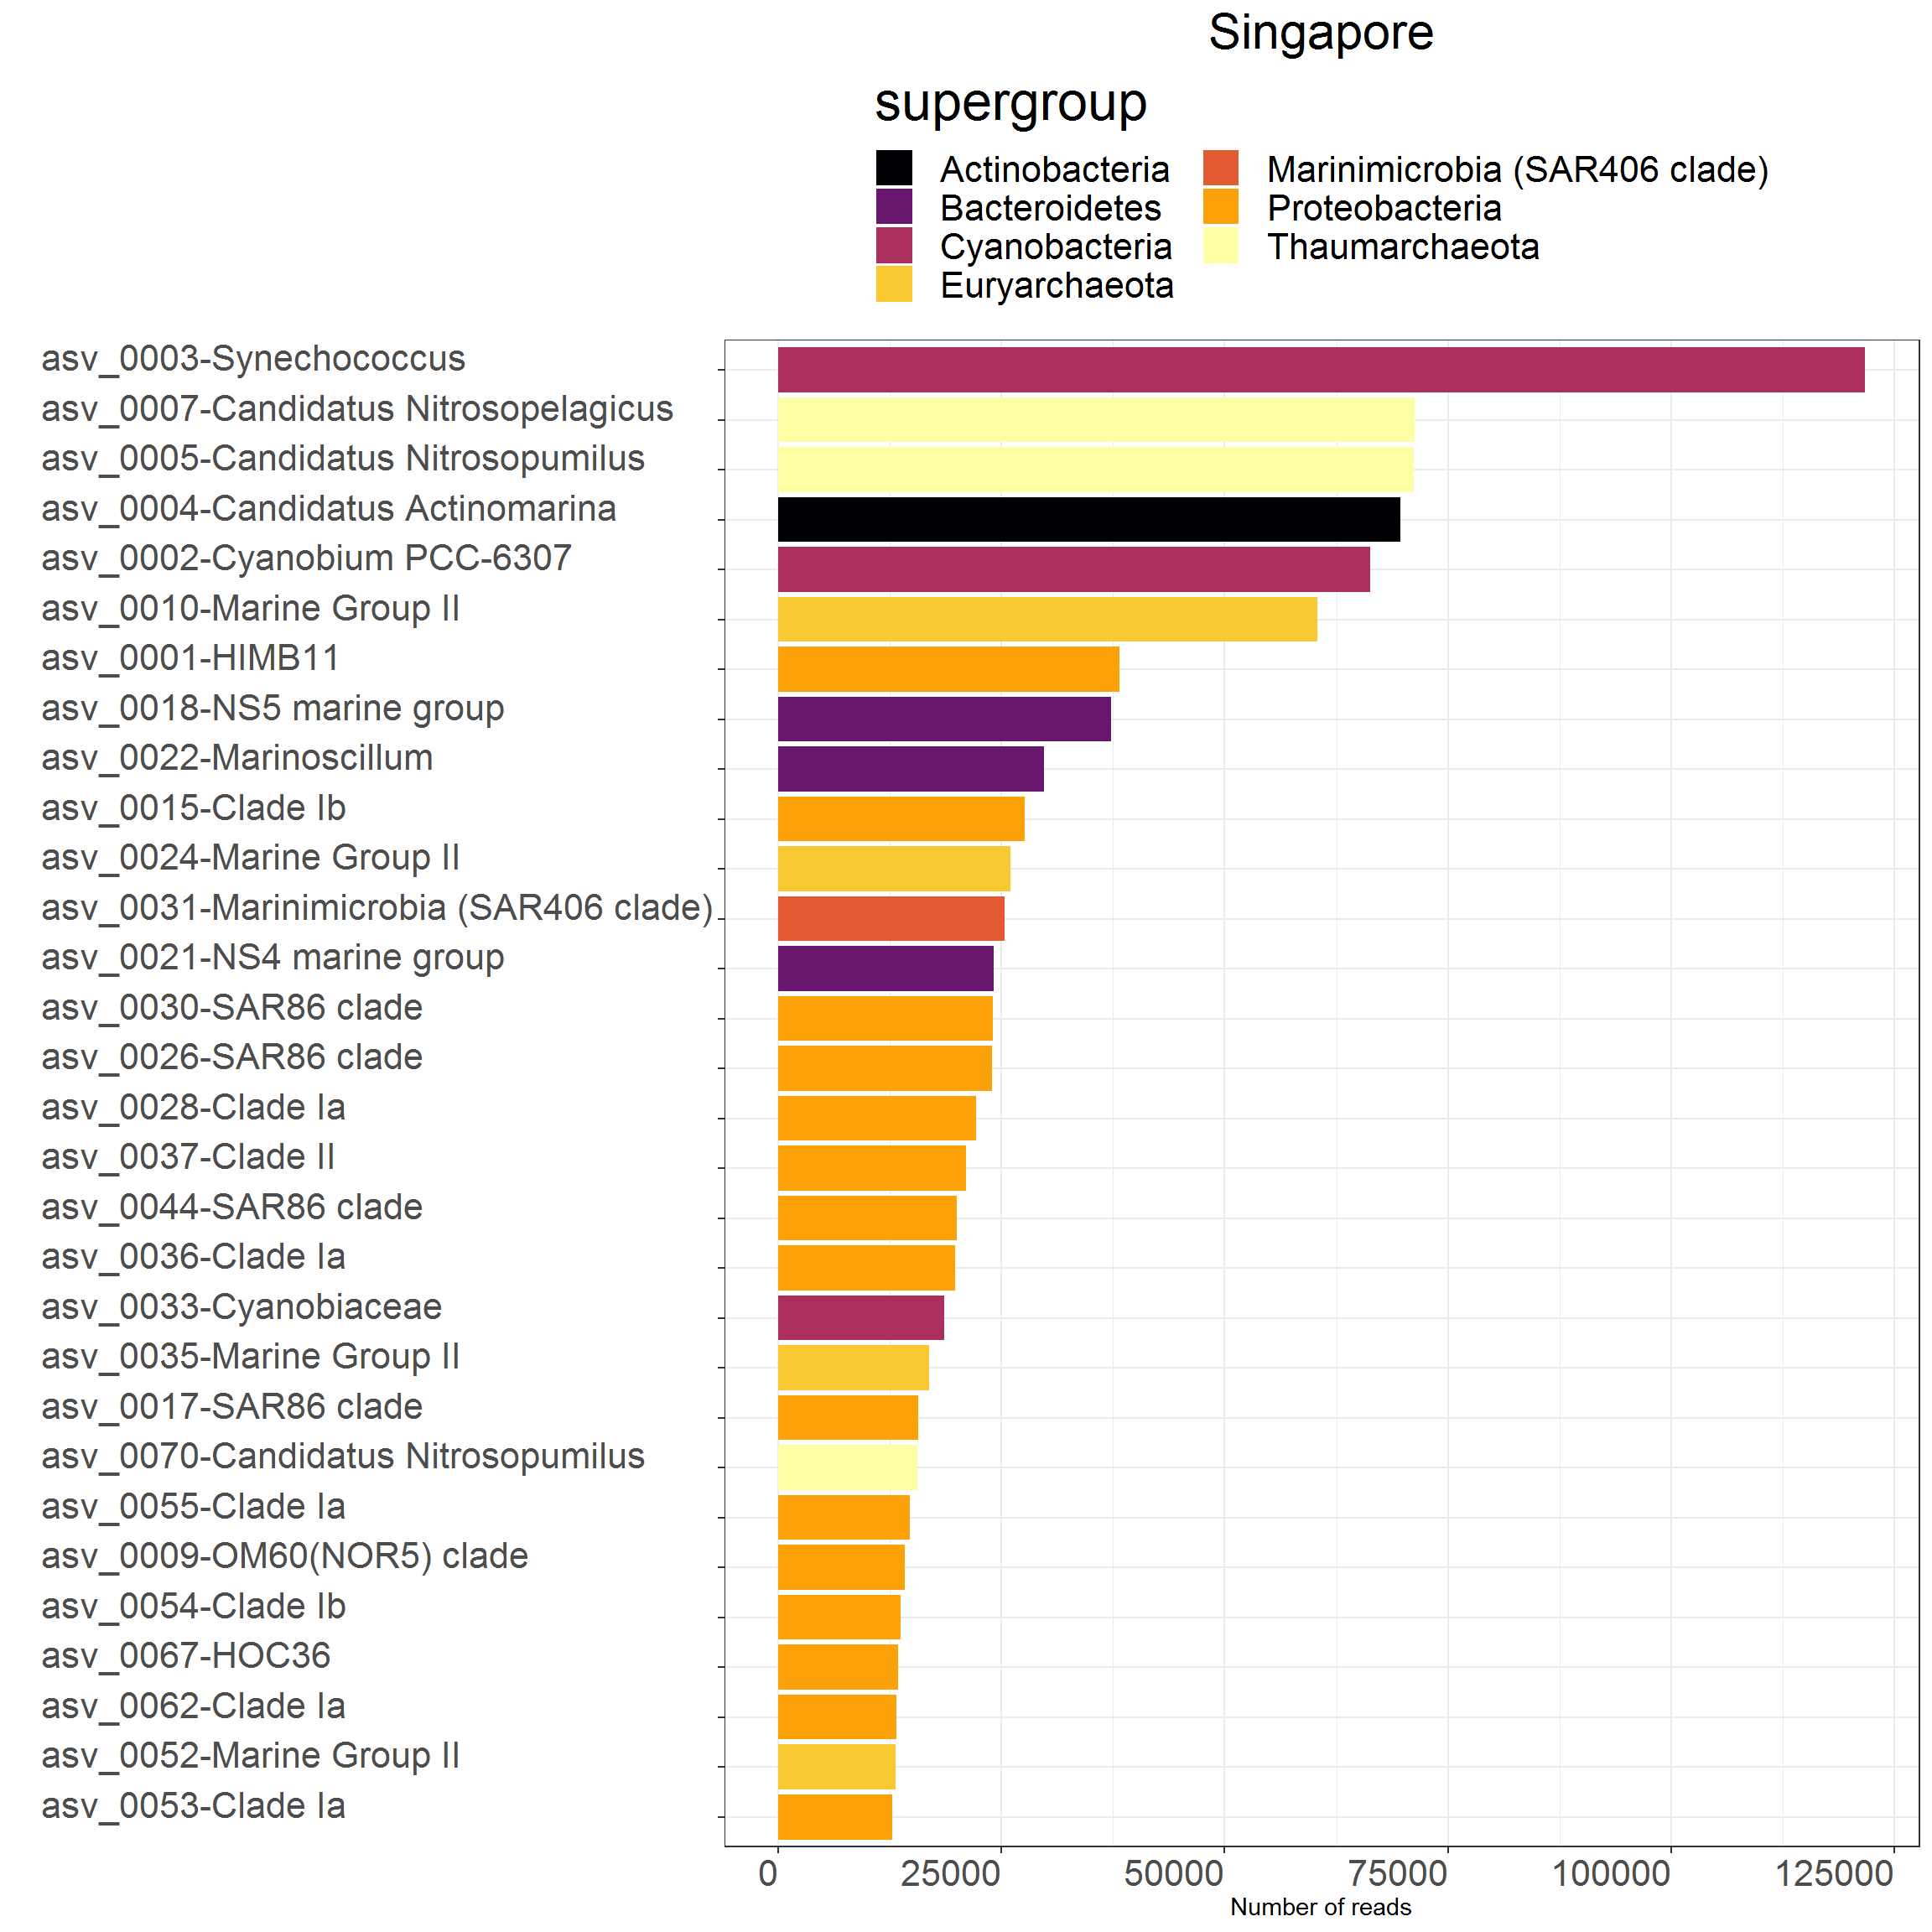 Singapore
supergroup
Actinobacteria
Bacteroidetes
Cyanobacteria
Euryarchaeota
Marinimicrobia (SAR406 clade)
Proteobacteria
Thaumarchaeota
asv_0003-Synechococcus
asv_0007-Candidatus Nitrosopelagicus
asv_0005-Candidatus Nitrosopumilus
asv_0004-Candidatus Actinomarina
asv_0002-Cyanobium PCC-6307
asv_0010-Marine Group II
asv_0001-HIMB11
asv_0018-NS5 marine group
asv_0022-Marinoscillum
asv_0015-Clade Ib
asv_0024-Marine Group II
asv_0031-Marinimicrobia (SAR406 clade)
asv_0021-NS4 marine group
asv_0030-SAR86 clade
asv_0026-SAR86 clade
asv_0028-Clade Ia
asv_0037-Clade II
asv_0044-SAR86 clade
asv_0036-Clade Ia
asv_0033-Cyanobiaceae
asv_0035-Marine Group II
asv_0017-SAR86 clade
asv_0070-Candidatus Nitrosopumilus
asv_0055-Clade Ia
asv_0009-OM60(NOR5) clade
asv_0054-Clade Ib
asv_0067-HOC36
asv_0062-Clade Ia
asv_0052-Marine Group II
asv_0053-Clade Ia
0 25000 50000 75000 100000 125000
Number of reads